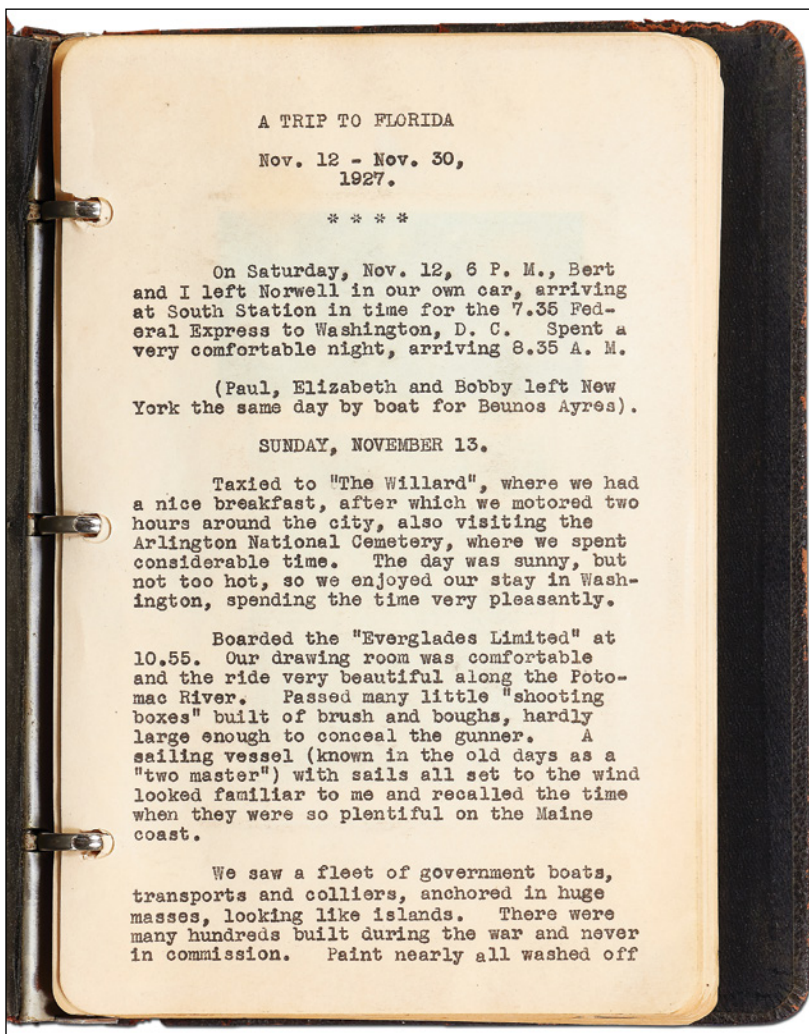 A TRIP TO FLORIDA
Nov. 12 - Nov. 30,
1927.
* * * *
On Saturday, Nov. 12, 6 P. M., Bert
and I left Norwell in our own car, arriving
at South Station in time for the 7.35 Fed-
eral Express to Washington, D. C. Spent a
very comfortable night, arriving 8.35 A. M.
(Paul, Elizabeth and Bobby left New
York the same day by boat for Beunos Ayres).
SUNDAY, NOVEMBER 13.
Taxied to "The Willard", where we had
a nice breakfast, after which we motored two
hours around the city, also visiting the
Arlington National Cemetery, where we spent
considerable time. The day was sunny, but
not too hot, so we enjoyed our stay in Wash-
ington, spending the time very pleasantly.
Boarded the "Everglades Limited" at
10.55. Our drawing room was comfortable
and the ride very beautiful along the Poto-
mac River. Passed many little "shooting
boxes" built of brush and boughs, hardly
large enough to conceal the gunner. A
sailing vessel (known in the old days as a
"two master") with sails all set to the wind
looked familiar to me and recalled the time
when they were so plentiful on the Maine
coast.
We saw a fleet of government boats,
transports and colliers, anchored in huge
masses, looking like islands. There were
many hundreds built during the war and never
in commission. Paint nearly all washed off